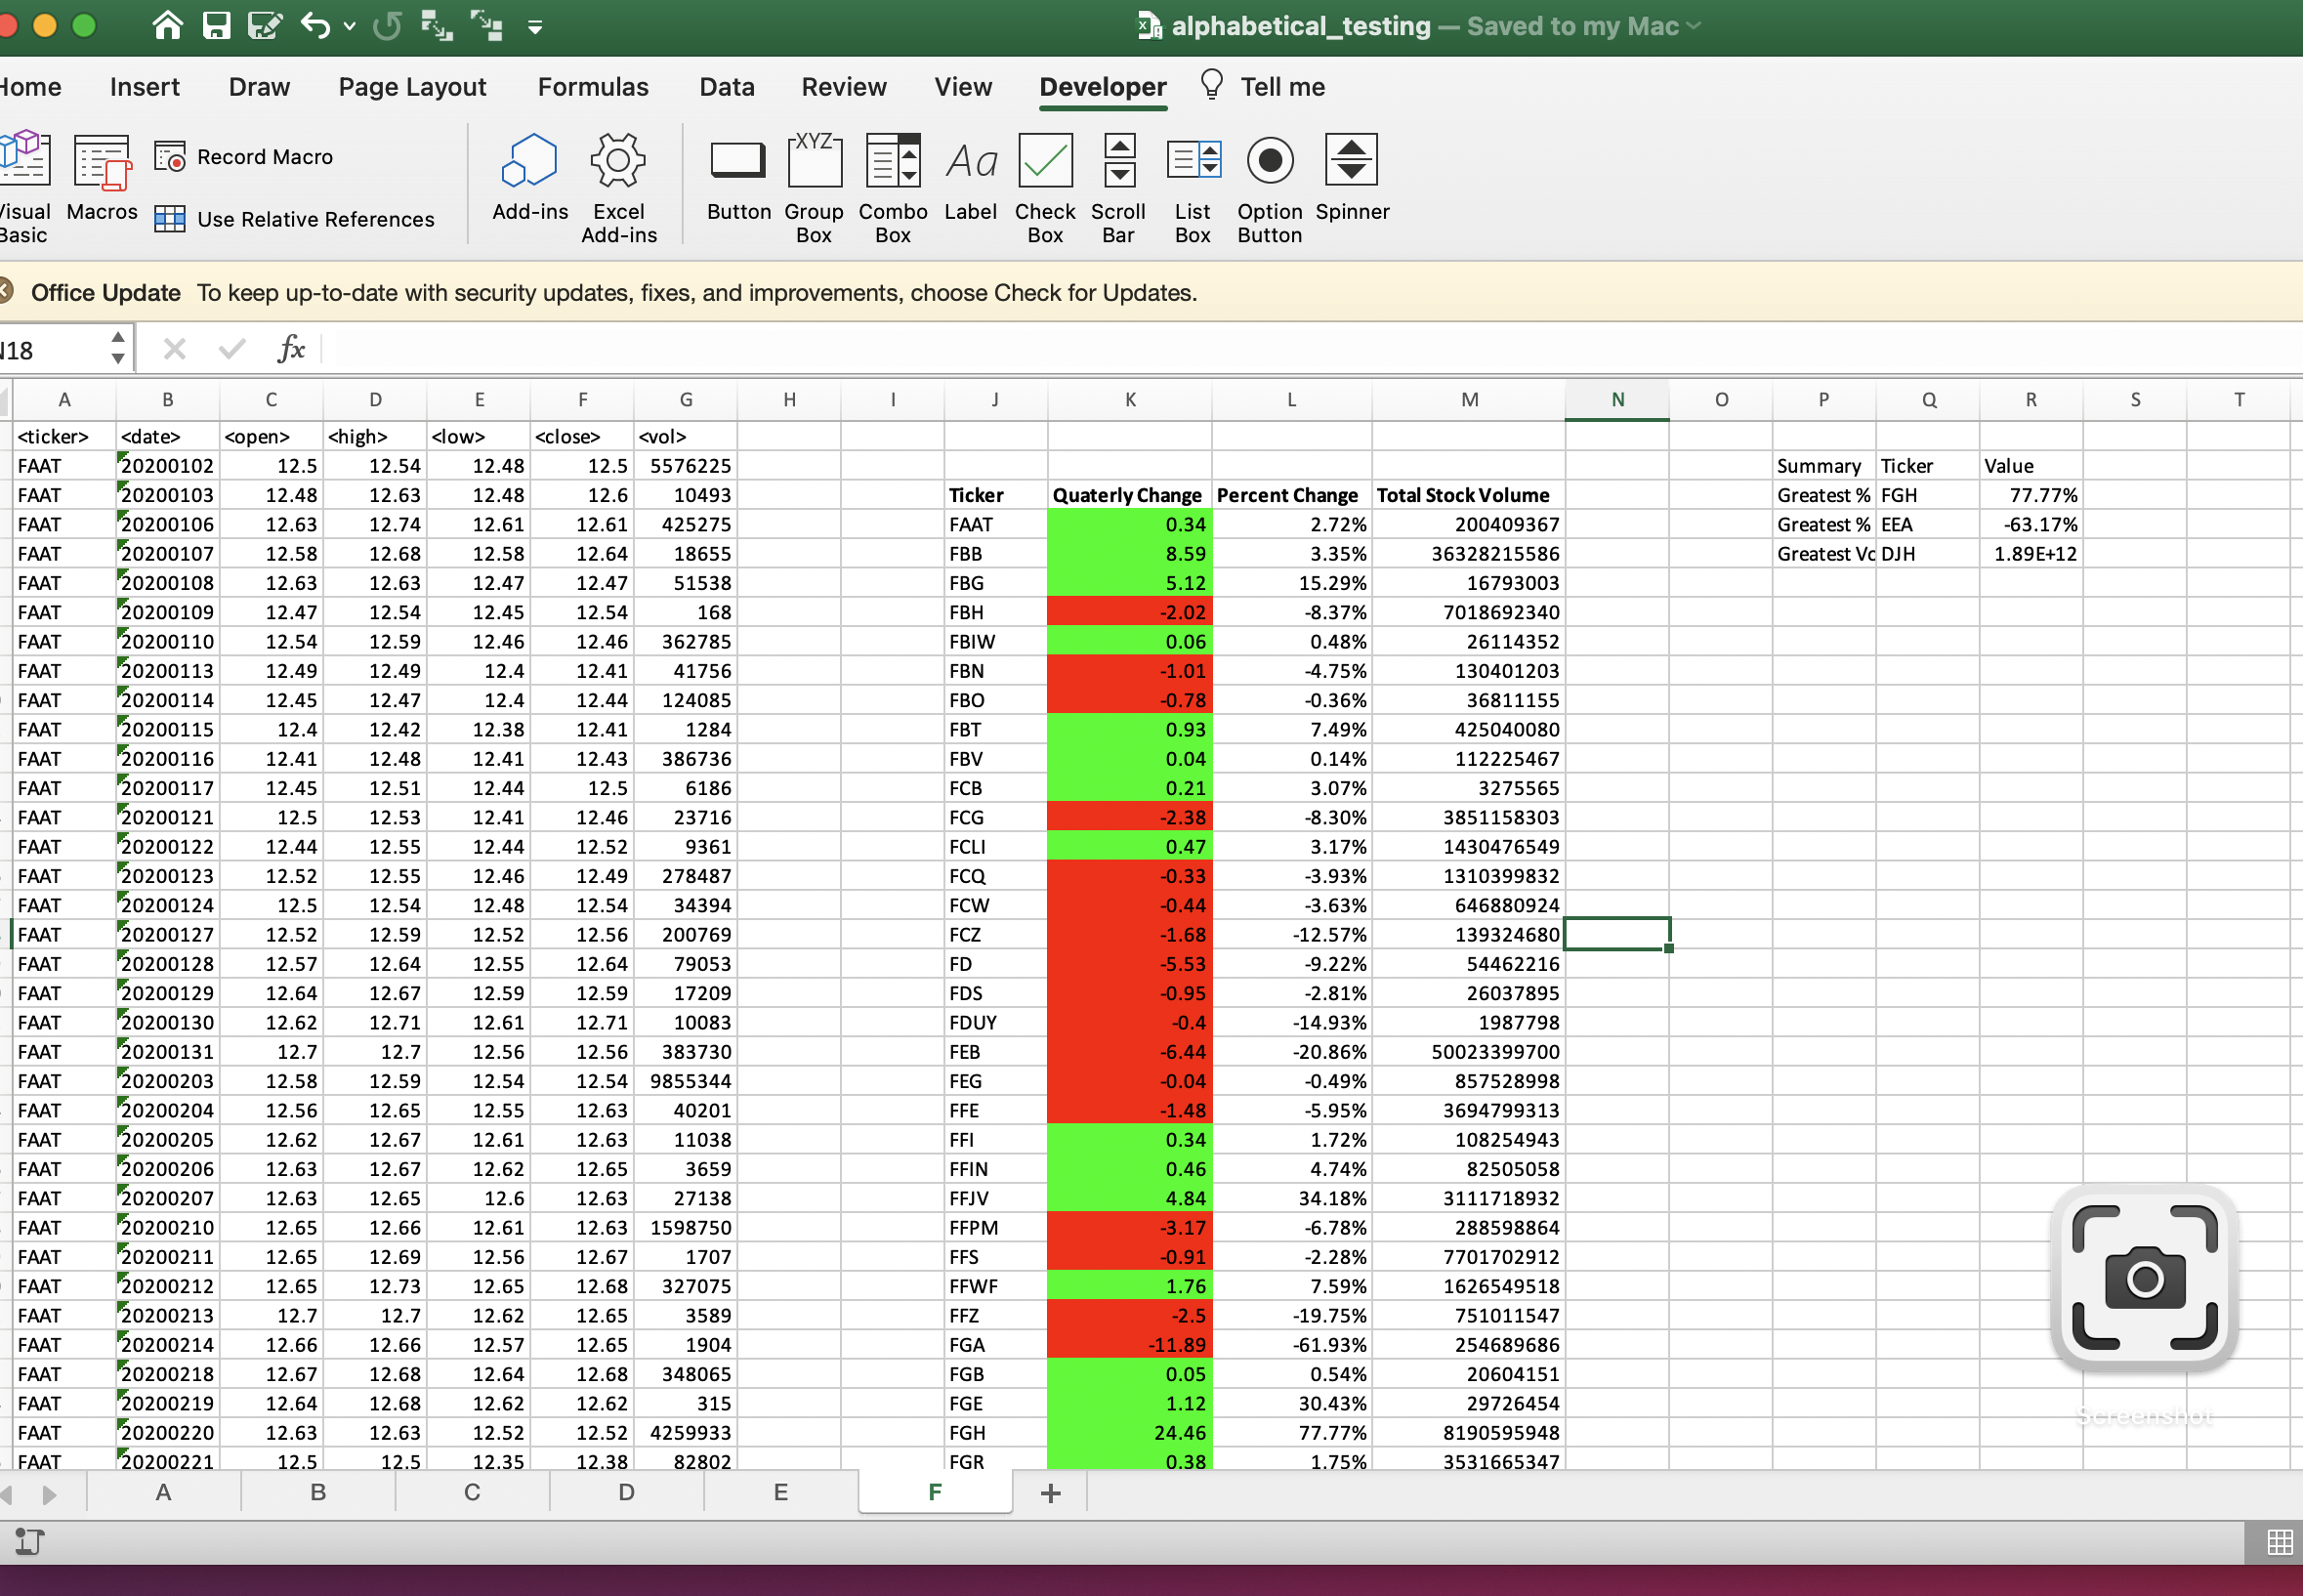 alphabetical_testing — Saved to my Mac
Home Insert Draw Page Layout Formulas Data Review View Developer Tell me
Record Macro XYZ Aa
Use Relative References
Visual Basic Macros Add-ins Excel Add-ins Button Group Box Combo Box Label Check Box Scroll Bar List Box Option Button Spinner
Office Update To keep up-to-date with security updates, fixes, and improvements, choose Check for Updates.
N18 fx
A B C D E F G H I J K L M N O P Q R S T
<ticker> <date> <open> <high> <low> <close> <vol>
FAAT 20200102 12.5 12.54 12.48 12.5 5576225 Summary Ticker Value
FAAT 20200103 12.48 12.63 12.48 12.6 10493 Ticker Quaterly Change Percent Change Total Stock Volume Greatest % FGH 77.77%
FAAT 20200106 12.63 12.74 12.61 12.61 425275 FAAT 0.34 2.72% 200409367 Greatest % EEA -63.17%
FAAT 20200107 12.58 12.68 12.58 12.64 18655 FBB 8.59 3.35% 36328215586 Greatest Vo DJH 1.89E+12
FAAT 20200108 12.63 12.63 12.47 12.47 51538 FBG 5.12 15.29% 16793003
FAAT 20200109 12.47 12.54 12.45 12.54 168 FBH -2.02 -8.37% 7018692340
FAAT 20200110 12.54 12.59 12.46 12.46 362785 FBIW 0.06 0.48% 26114352
FAAT 20200113 12.49 12.49 12.4 12.41 41756 FBN -1.01 -4.75% 130401203
FAAT 20200114 12.45 12.47 12.4 12.44 124085 FBO -0.78 -0.36% 36811155
FAAT 20200115 12.4 12.42 12.38 12.41 1284 FBT 0.93 7.49% 425040080
FAAT 20200116 12.41 12.48 12.41 12.43 386736 FBV 0.04 0.14% 112225467
FAAT 20200117 12.45 12.51 12.44 12.5 6186 FCB 0.21 3.07% 3275565
FAAT 20200121 12.5 12.53 12.41 12.46 23716 FCG -2.38 -8.30% 3851158303
FAAT 20200122 12.44 12.55 12.44 12.52 9361 FCLI 0.47 3.17% 1430476549
FAAT 20200123 12.52 12.55 12.46 12.49 278487 FCQ -0.33 -3.93% 1310399832
FAAT 20200124 12.5 12.54 12.48 12.54 34394 FCW -0.44 -3.63% 646880924
FAAT 20200127 12.52 12.59 12.52 12.56 200769 FCZ -1.68 -12.57% 139324680
FAAT 20200128 12.57 12.64 12.55 12.64 79053 FD -5.53 -9.22% 54462216
FAAT 20200129 12.64 12.67 12.59 12.59 17209 FDS -0.95 -2.81% 26037895
FAAT 20200130 12.62 12.71 12.61 12.71 10083 FDUY -0.4 -14.93% 1987798
FAAT 20200131 12.7 12.7 12.56 12.56 383730 FEB -6.44 -20.86% 50023399700
FAAT 20200203 12.58 12.59 12.54 12.54 9855344 FEG -0.04 -0.49% 857528998
FAAT 20200204 12.56 12.65 12.55 12.63 40201 FFE -1.48 -5.95% 3694799313
FAAT 20200205 12.62 12.67 12.61 12.63 11038 FFI 0.34 1.72% 108254943
FAAT 20200206 12.63 12.67 12.62 12.65 3659 FFIN 0.46 4.74% 82505058
FAAT 20200207 12.63 12.65 12.6 12.63 27138 FFJV 4.84 34.18% 3111718932
FAAT 20200210 12.65 12.66 12.61 12.63 1598750 FFPM -3.17 -6.78% 288598864
FAAT 20200211 12.65 12.69 12.56 12.67 1707 FFS -0.91 -2.28% 7701702912
FAAT 20200212 12.65 12.73 12.65 12.68 327075 FFWF 1.76 7.59% 1626549518
FAAT 20200213 12.7 12.7 12.62 12.65 3589 FFZ -2.5 -19.75% 751011547
FAAT 20200214 12.66 12.66 12.57 12.65 1904 FGA -11.89 -61.93% 254689686
FAAT 20200218 12.67 12.68 12.64 12.68 348065 FGB 0.05 0.54% 20604151
FAAT 20200219 12.64 12.68 12.62 12.62 315 FGE 1.12 30.43% 29726454
FAAT 20200220 12.63 12.63 12.52 12.52 4259933 FGH 24.46 77.77% 8190595948
FAAT 20200221 12.5 12.5 12.35 12.38 82802 FGR 0.38 1.75% 3531665347
Screenshot
A B C D E F +